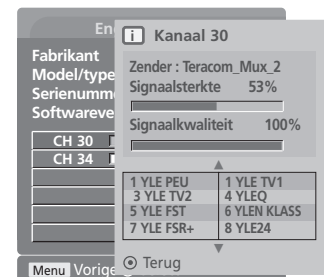 En
Kanaal 30
Fabrikant
Model/type
Serienumm
Softwareve
Zender : Teracom_Mux_2
Signaalsterkte 53%
Signaalkwaliteit 100%
CH 30
CH 34
1 YLE PEU 1 YLE TV1
3 YLE TV2 4 YLEQ
5 YLE FST 6 YLEN KLASS
7 YLE FSR+ 8 YLE24
Terug
Menu Vorige